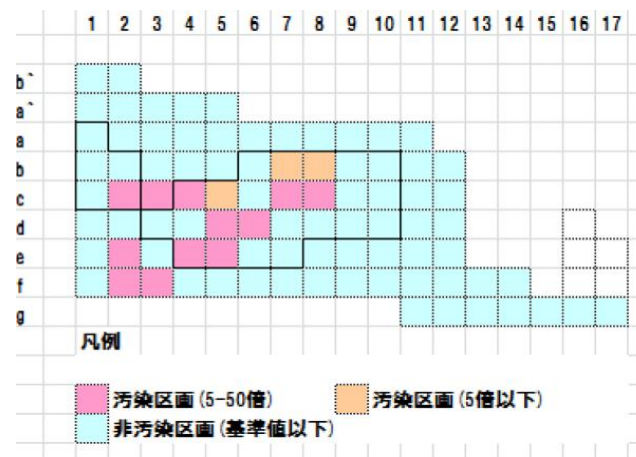 1 2 3 4 5 6 7 8 9 10 11 12 13 14 15 16 17
b`
a`
a
b
c
d
e
f
g
凡例
汚染区画(5-50倍) 汚染区画(5倍以下)
非汚染区画(基準値以下)